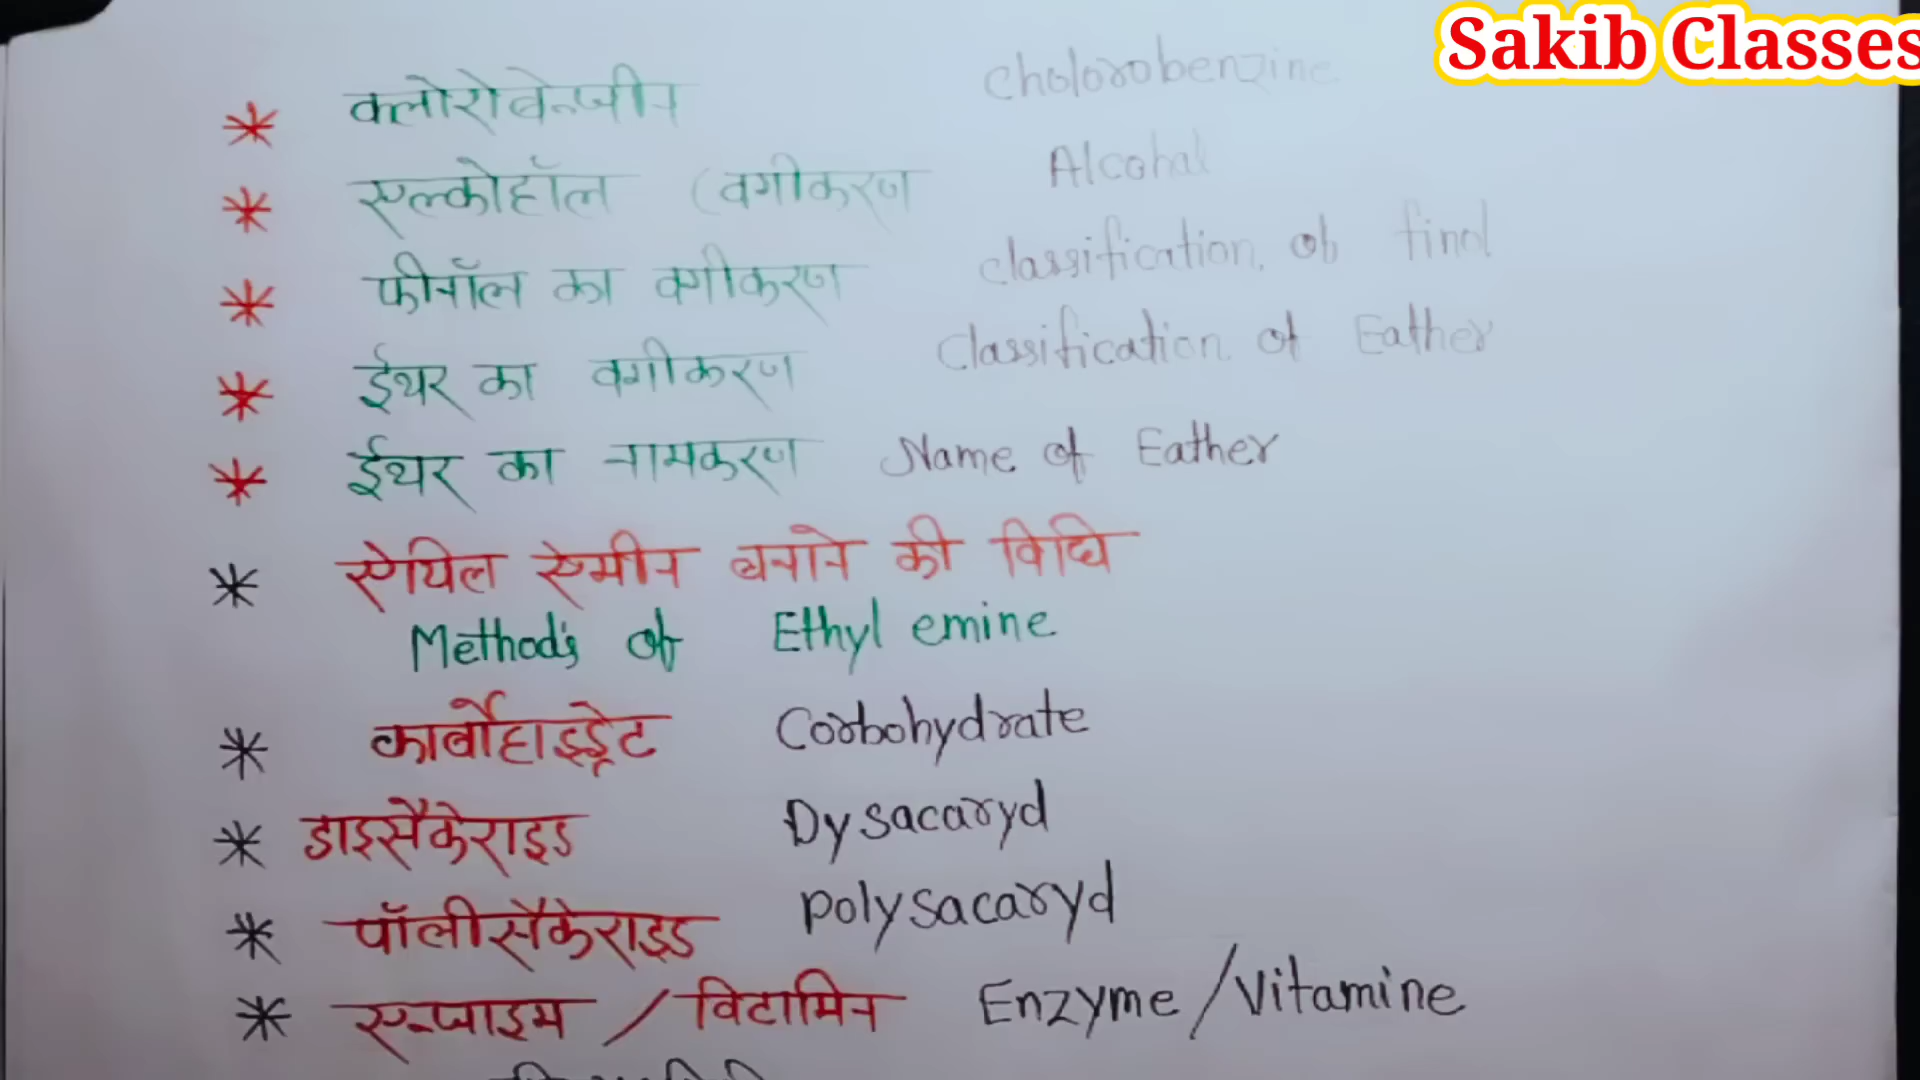 Sakib Classes
* क्लोरोबेन्जीन cholorobenzine
* एल्कोहॉल (वर्गीकरण Alcohal
* फीनॉल का वर्गीकरण classification of finol
* ईथर का वर्गीकरण Classification of Eather
* ईथर का नामकरण Name of Eather
* एथिल एमीन बनाने की विधि
Method's of Ethyl emine
* कार्बोहाइड्रेट Corbohydrate
* डाइसैकेराइड Dysacaryd
* पॉलीसैकेराइड polysacaryd
* एन्जाइम / विटामिन Enzyme/Vitamine